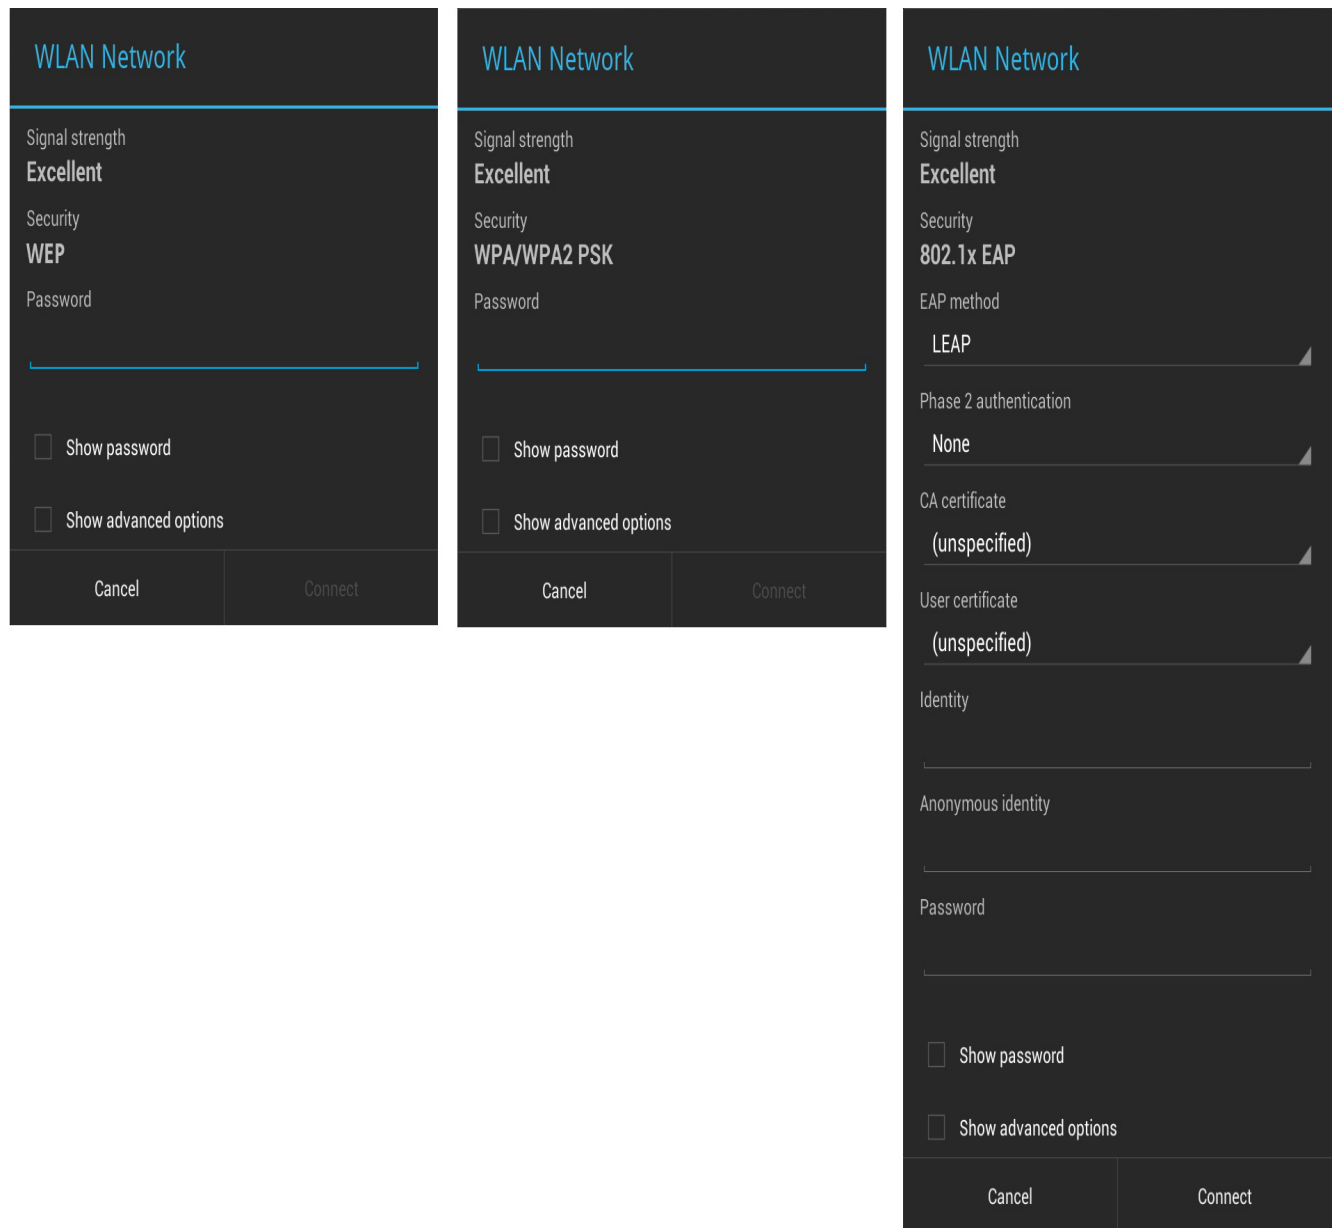 WLAN Network
Signal strength
Excellent
Security
WEP
Password
Show password
Show advanced options
Cancel
Connect
WLAN Network
Signal strength
Excellent
Security
WPA/WPA2 PSK
Password
Show password
Show advanced options
Cancel
Connect
WLAN Network
Signal strength
Excellent
Security
802.1x EAP
EAP method
LEAP
Phase 2 authentication
None
CA certificate
(unspecified)
User certificate
(unspecified)
Identity
Anonymous identity
Password
Show password
Show advanced options
Cancel
Connect